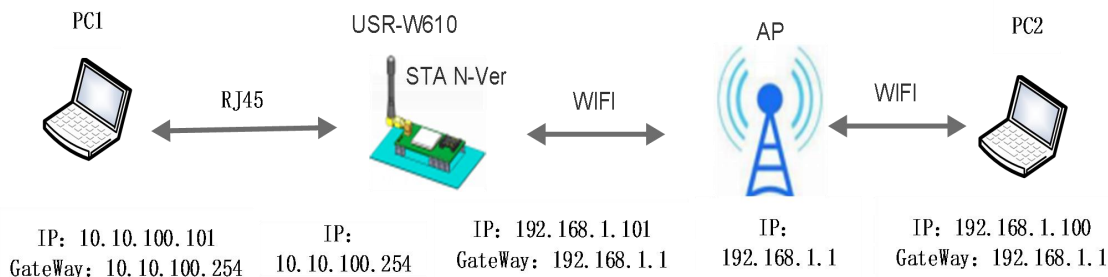 PC1
USR-W610
AP
PC2
STA N-Ver
RJ45
WIFI
WIFI
IP: 10.10.100.101
GateWay: 10.10.100.254
IP:
10.10.100.254
IP: 192.168.1.101
GateWay: 192.168.1.1
IP:
192.168.1.1
IP: 192.168.1.100
GateWay: 192.168.1.1